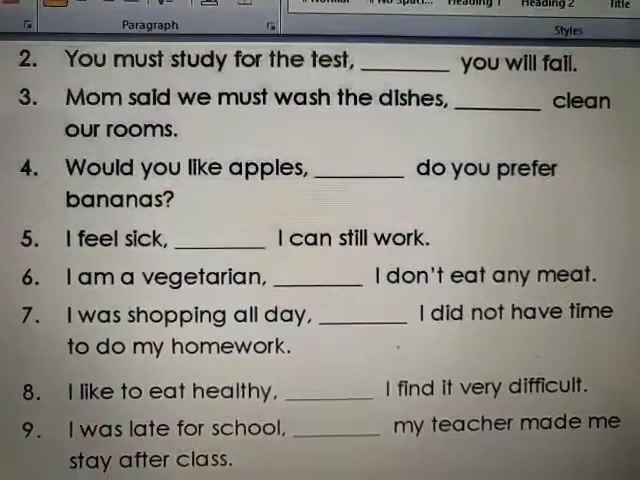 Heading 1 Heading 2 Title
Paragraph Styles
2. You must study for the test, ________ you will fail.
3. Mom said we must wash the dishes, ________ clean
our rooms.
4. Would you like apples, ________ do you prefer
bananas?
5. I feel sick, ________ I can still work.
6. I am a vegetarian, ________ I don't eat any meat.
7. I was shopping all day, ________ I did not have time
to do my homework.
8. I like to eat healthy, ________ I find it very difficult.
9. I was late for school, ________ my teacher made me
stay after class.